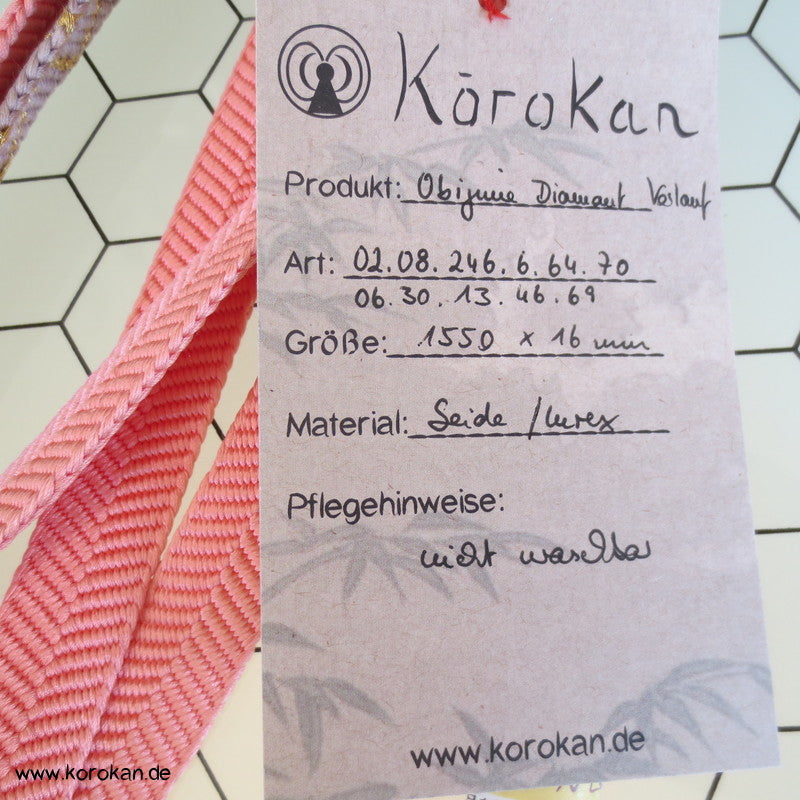 Kōrokan
Produkt: Obijime Diamant Verlauf
Art: 02.08.246.6.64.70
06.30.13.46.69
Größe: 1550 x 16 mm
Material: Seide/Lurex
Pflegehinweise:
nicht waschbar
www.korokan.de
www.korokan.de